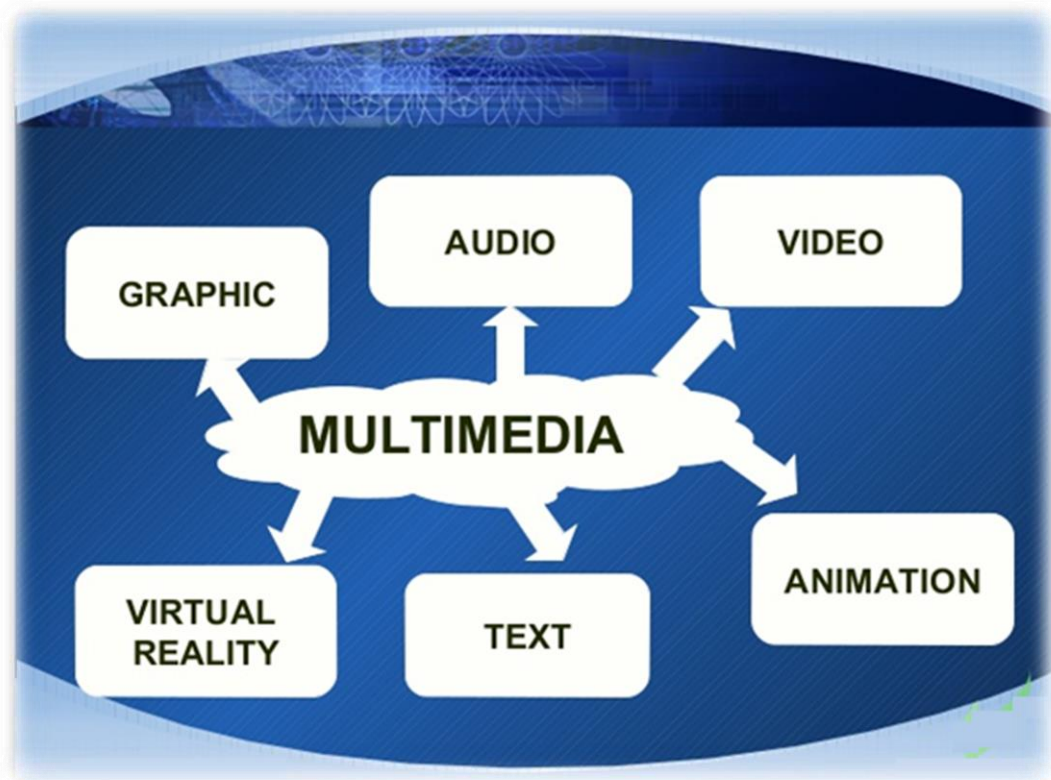 GRAPHIC
AUDIO
VIDEO
MULTIMEDIA
VIRTUAL
REALITY
TEXT
ANIMATION